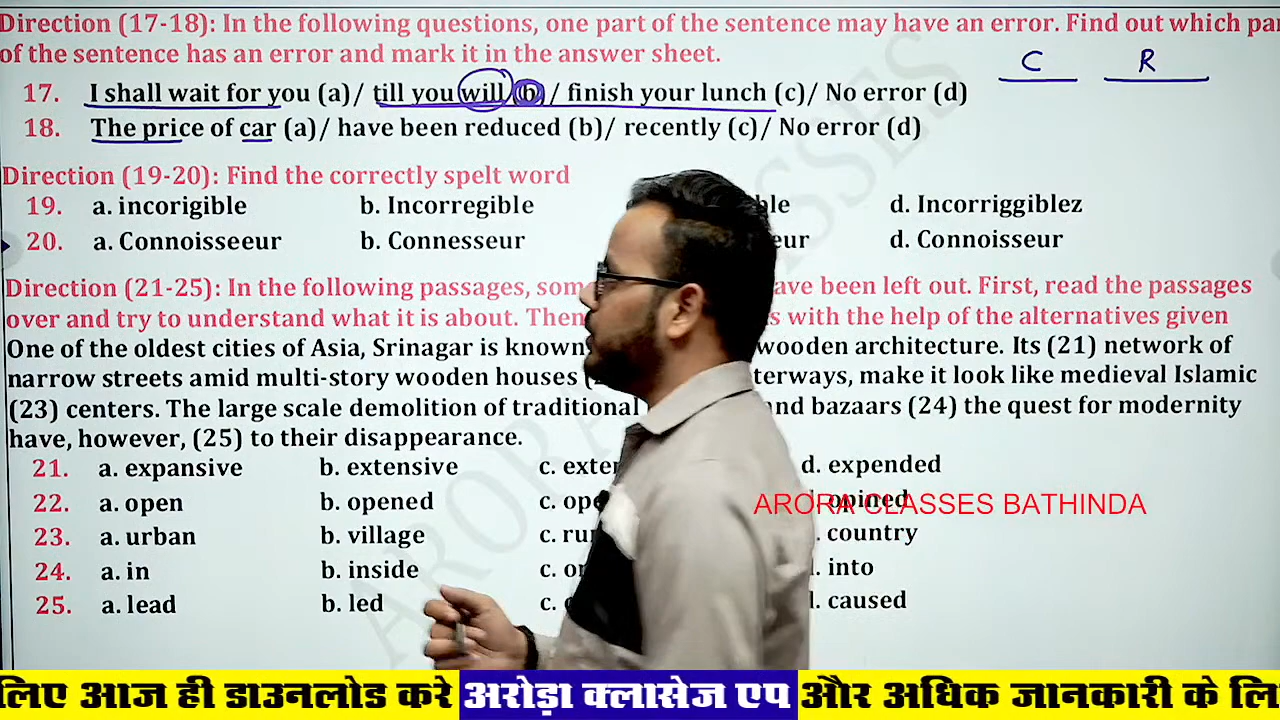 Direction (17-18): In the following questions, one part of the sentence may have an error. Find out which par
of the sentence has an error and mark it in the answer sheet.
C R
17. I shall wait for you (a)/ till you will (b)/ finish your lunch (c)/ No error (d)
18. The price of car (a)/ have been reduced (b)/ recently (c)/ No error (d)
Direction (19-20): Find the correctly spelt word
19. a. incorigible b. Incorregible ble d. Incorriggiblez
20. a. Connoisseeur b. Connesseur eur d. Connoisseur
Direction (21-25): In the following passages, som ave been left out. First, read the passages
over and try to understand what it is about. Then s with the help of the alternatives given
One of the oldest cities of Asia, Srinagar is known wooden architecture. Its (21) network of
narrow streets amid multi-story wooden houses terways, make it look like medieval Islamic
(23) centers. The large scale demolition of traditional nd bazaars (24) the quest for modernity
have, however, (25) to their disappearance.
21. a. expansive b. extensive c. exte d. expended
22. a. open b. opened c. ope opined
ARORA CLASSES BATHINDA
23. a. urban b. village c. ru . country
24. a. in b. inside c. o . into
25. a. lead b. led c. . caused
ARORA CLASSES
लिए आज ही डाउनलोड करे अरोड़ा क्लासेज एप और अधिक जानकारी के लि